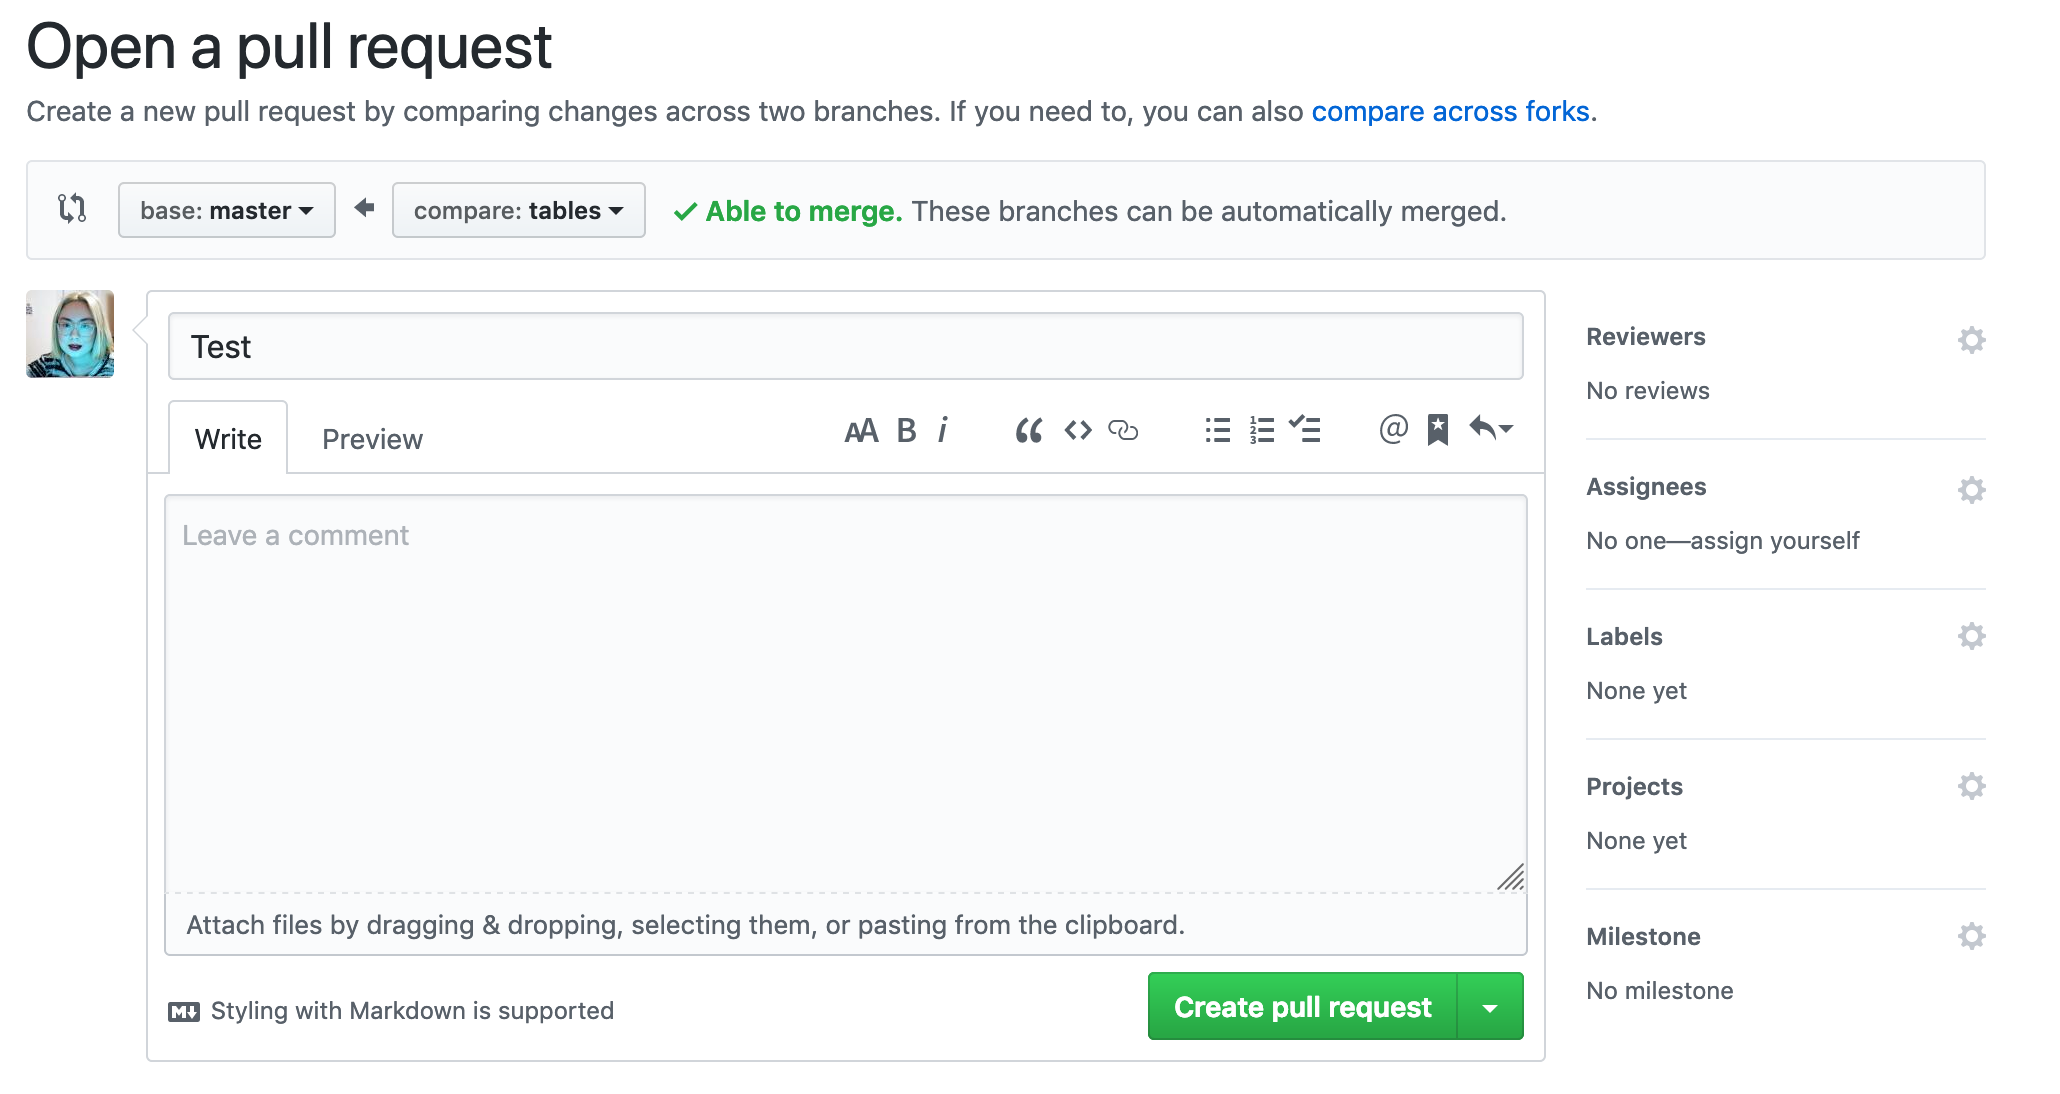 Open a pull request
Create a new pull request by comparing changes across two branches. If you need to, you can also compare across forks.
base: master compare: tables Able to merge. These branches can be automatically merged.
Test
Write Preview AA B i
Leave a comment
Attach files by dragging & dropping, selecting them, or pasting from the clipboard.
M Styling with Markdown is supported
Create pull request
Reviewers
No reviews
Assignees
No one—assign yourself
Labels
None yet
Projects
None yet
Milestone
No milestone